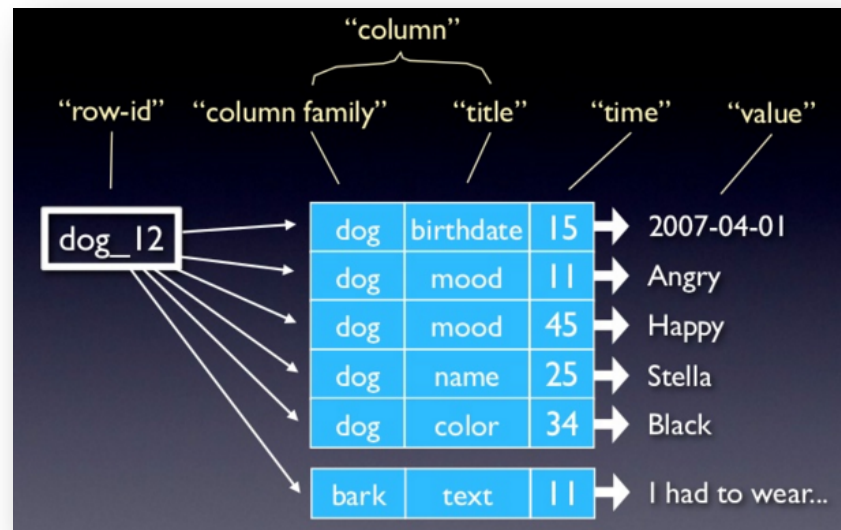 “column”
“row-id” “column family” “title” “time” “value”
dog_12
dog birthdate 15 2007-04-01
dog mood 11 Angry
dog mood 45 Happy
dog name 25 Stella
dog color 34 Black
bark text 11 I had to wear...